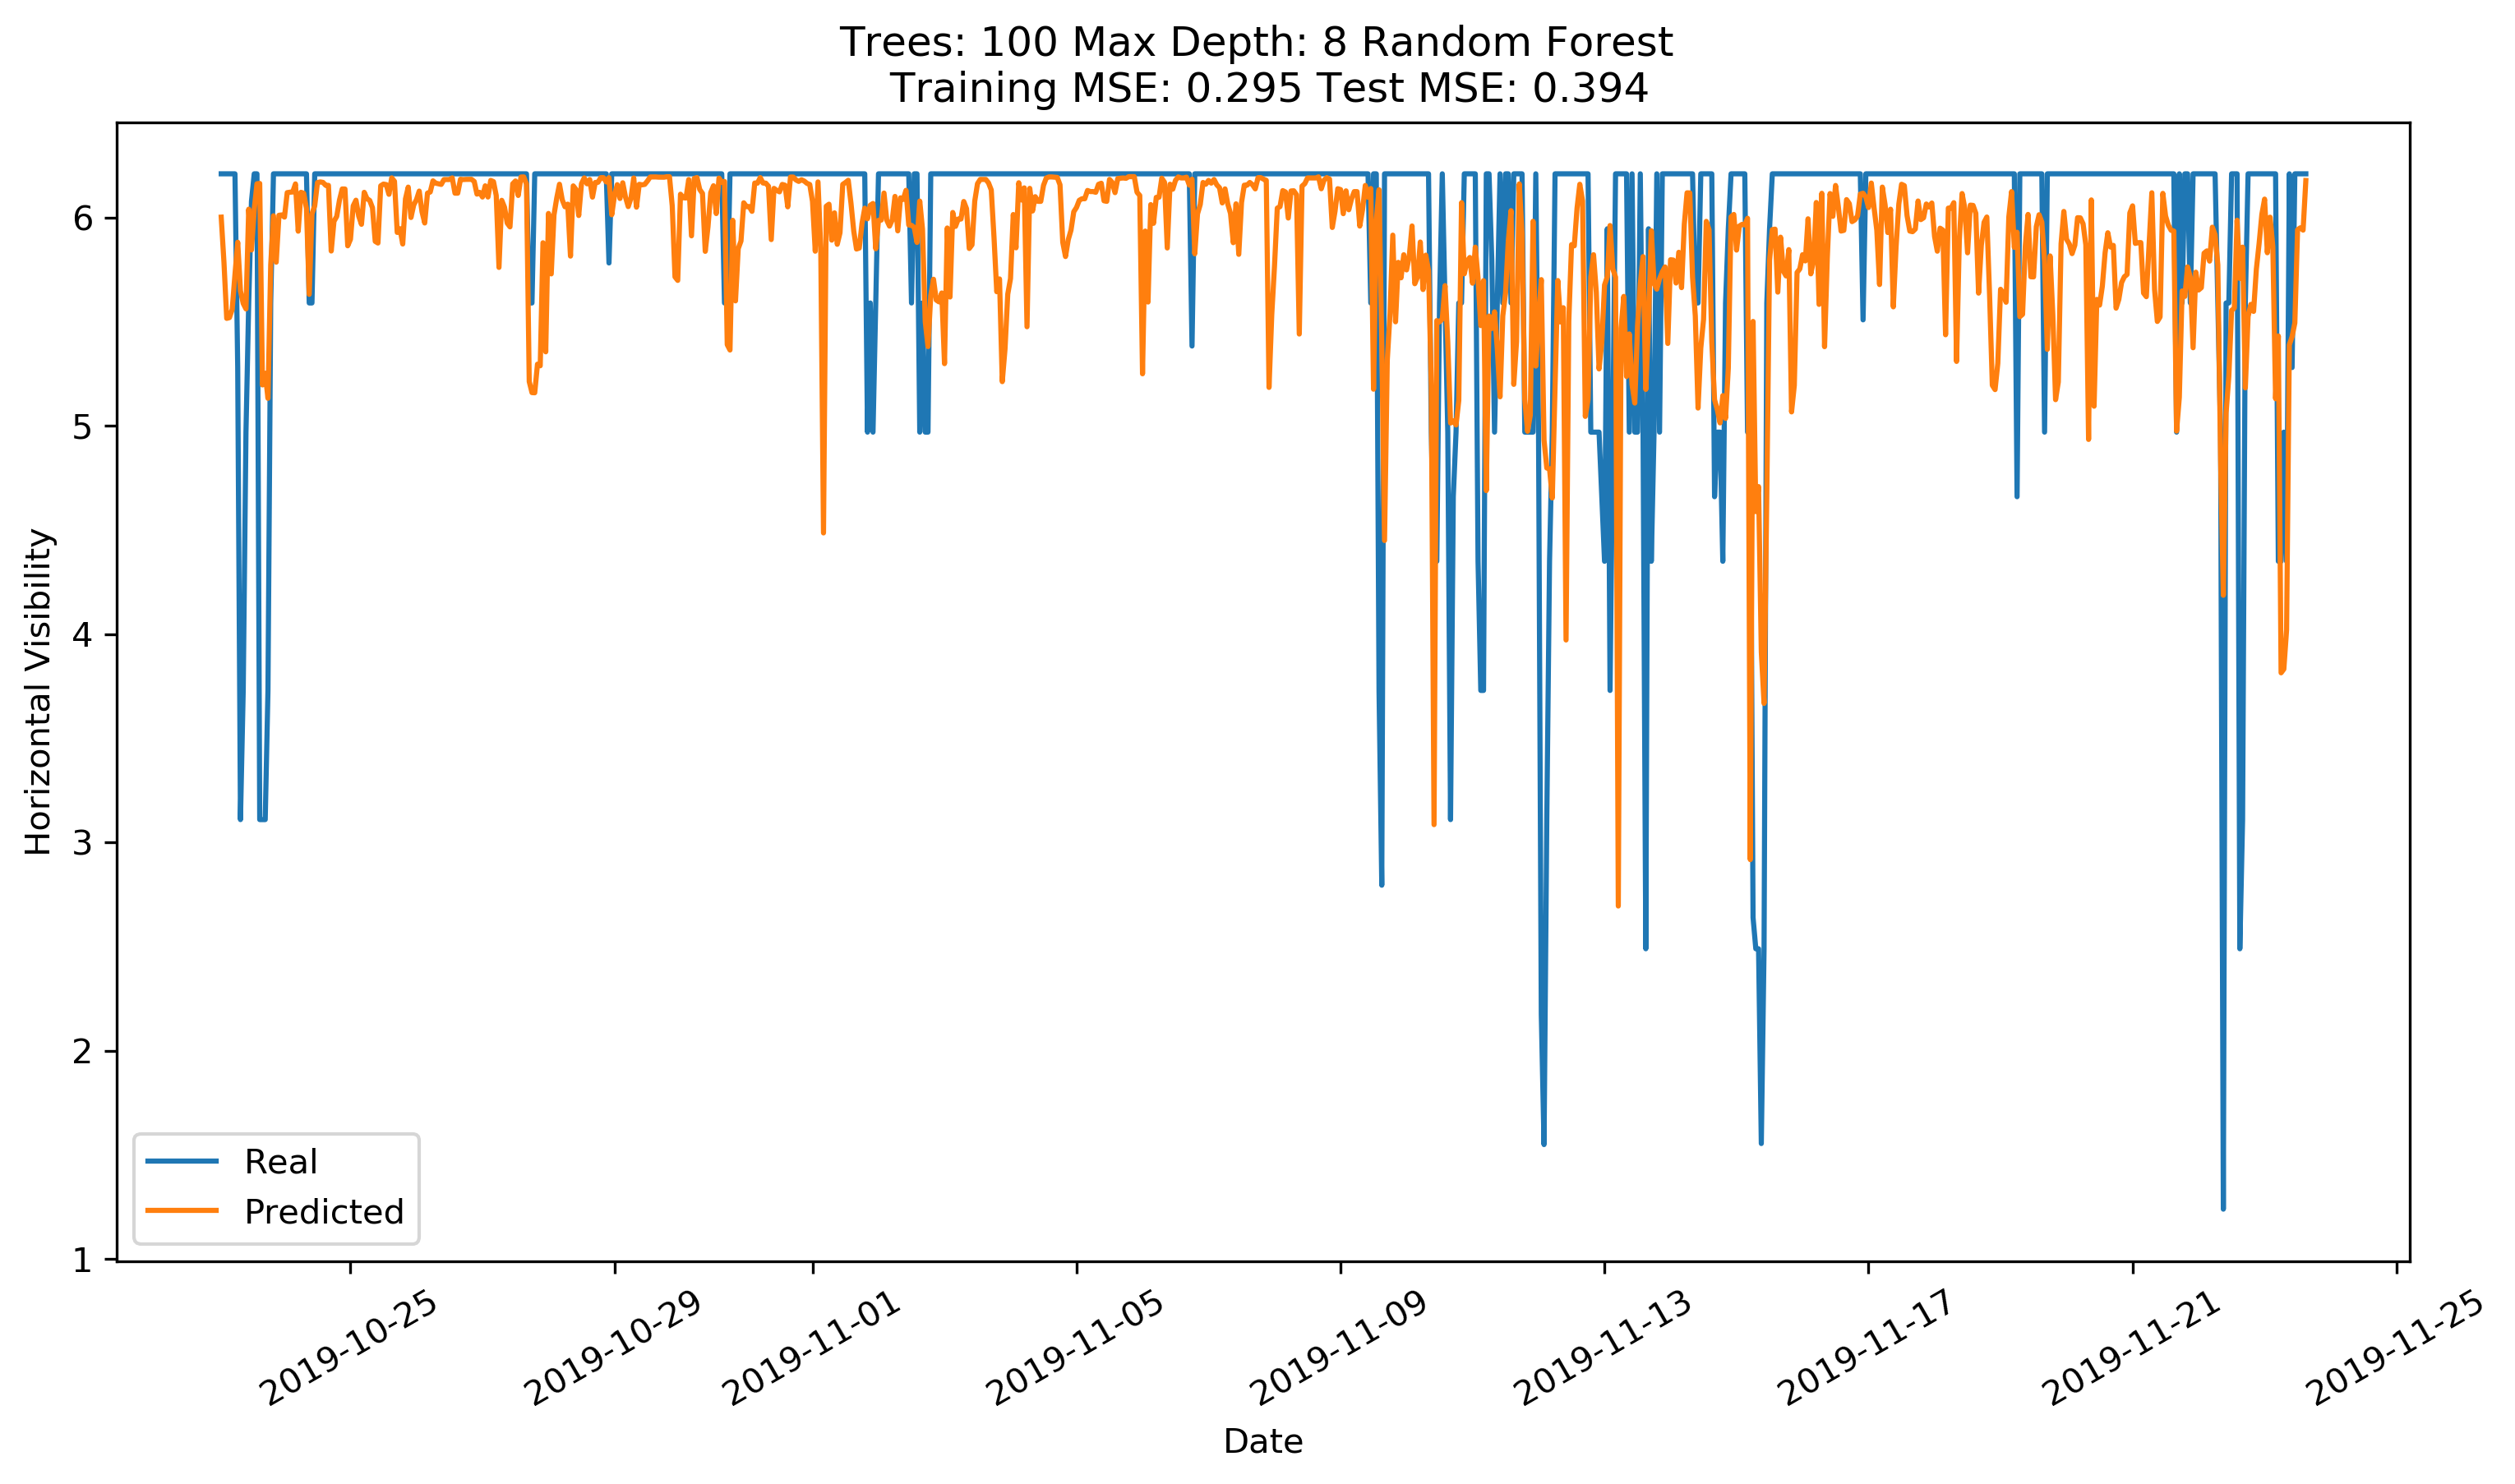 Trees: 100 Max Depth: 8 Random Forest
Training MSE: 0.295 Test MSE: 0.394
Horizontal Visibility
6
5
4
3
2
1
Real
Predicted
2019-10-25
2019-10-29
2019-11-01
2019-11-05
2019-11-09
2019-11-13
2019-11-17
2019-11-21
2019-11-25
Date